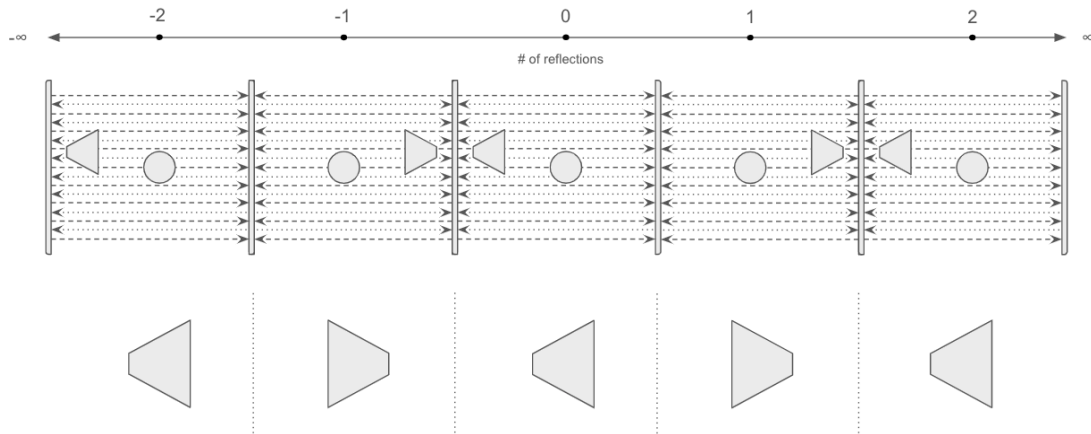 -2 -1 0 1 2
-∞ ∞
# of reflections